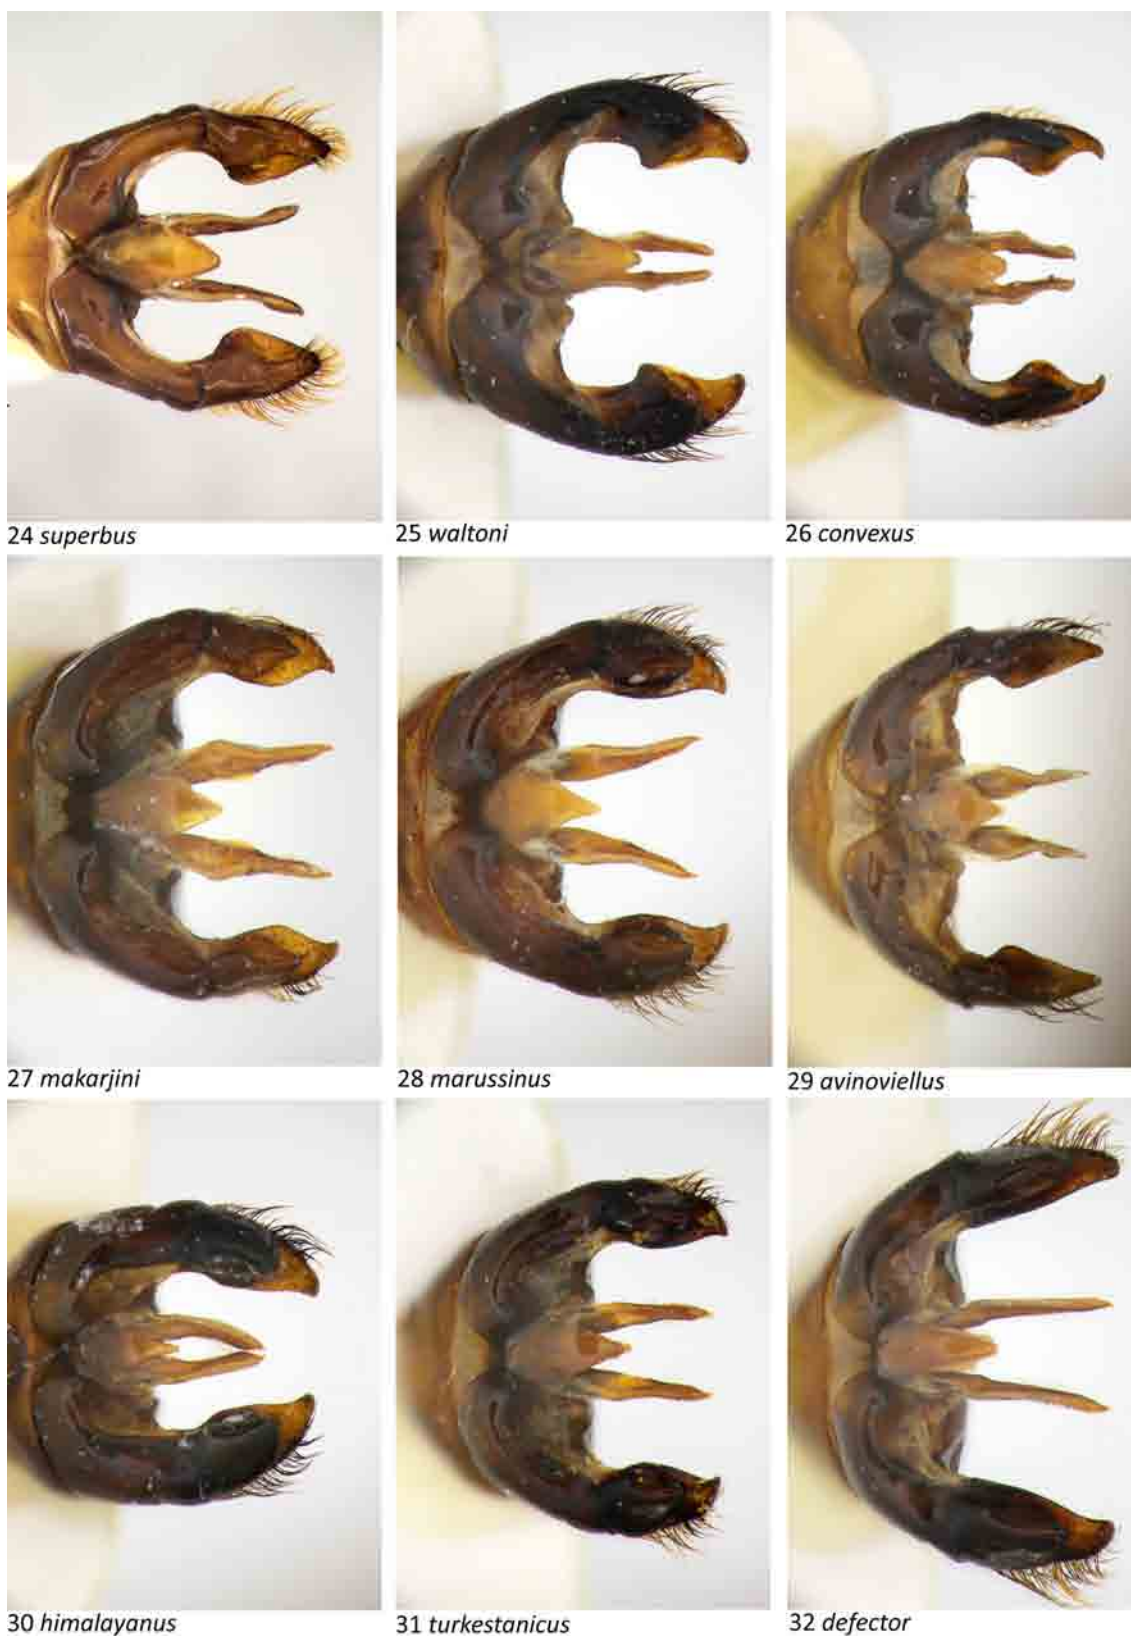 24 superbus
25 waltoni
26 convexus
27 makarjini
28 marussinus
29 avinoviellus
30 himalayanus
31 turkestanicus
32 defector